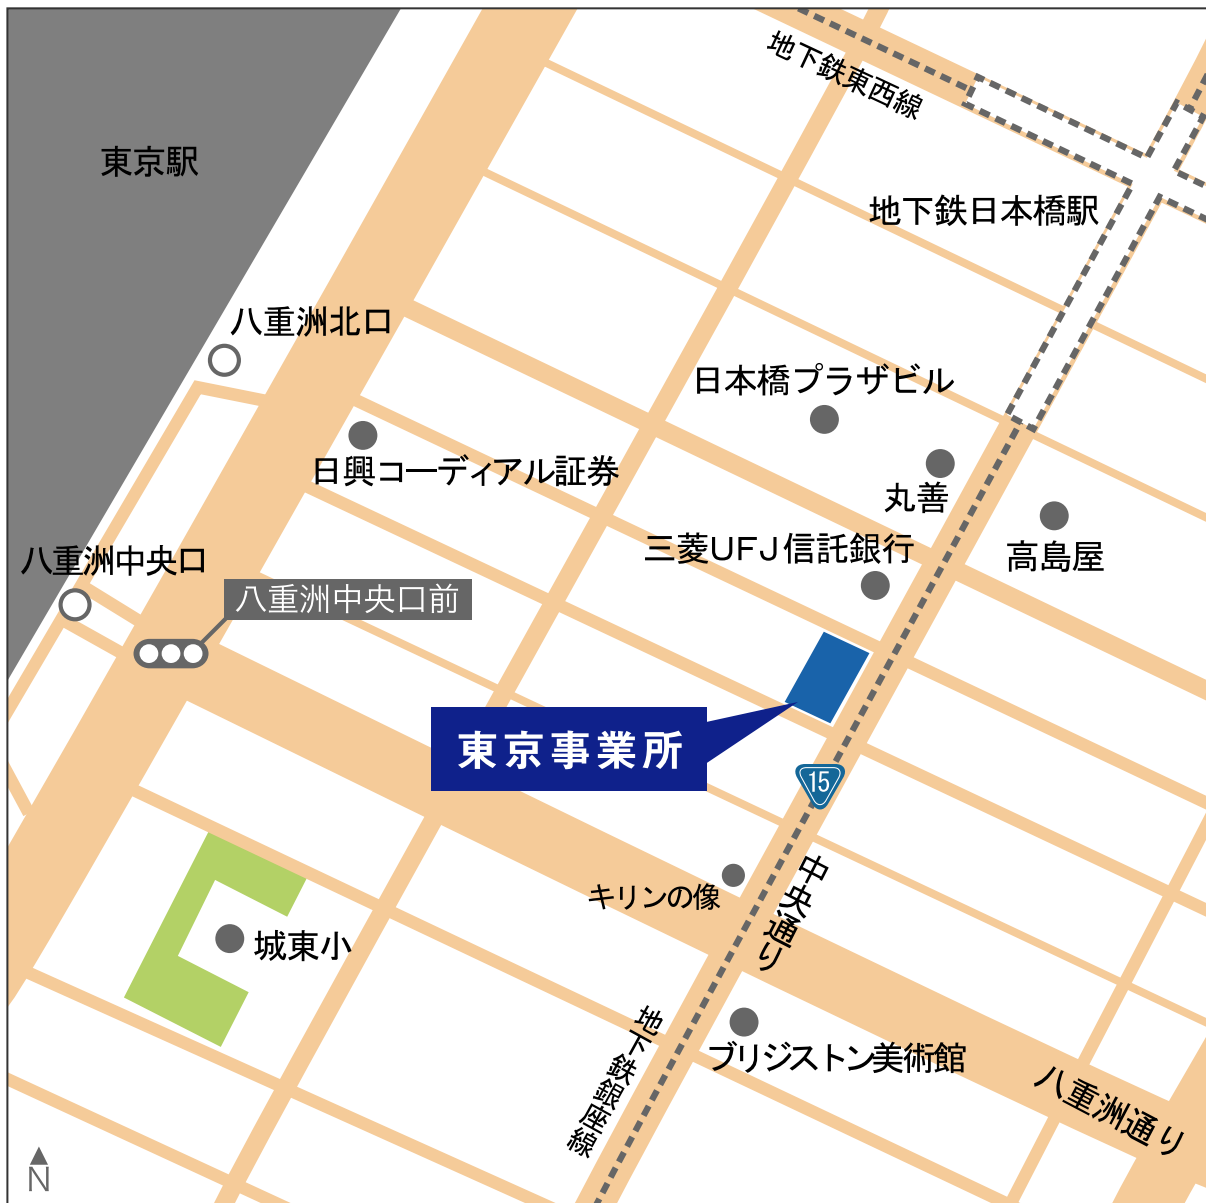 地下鉄東西線
東京駅
地下鉄日本橋駅
八重洲北口
日本橋プラザビル
日興コーディアル証券
丸善
三菱UFJ信託銀行
高島屋
八重洲中央口
八重洲中央口前
東京事業所
15
中央通り
キリンの像
城東小
地下鉄銀座線
ブリジストン美術館
八重洲通り
N